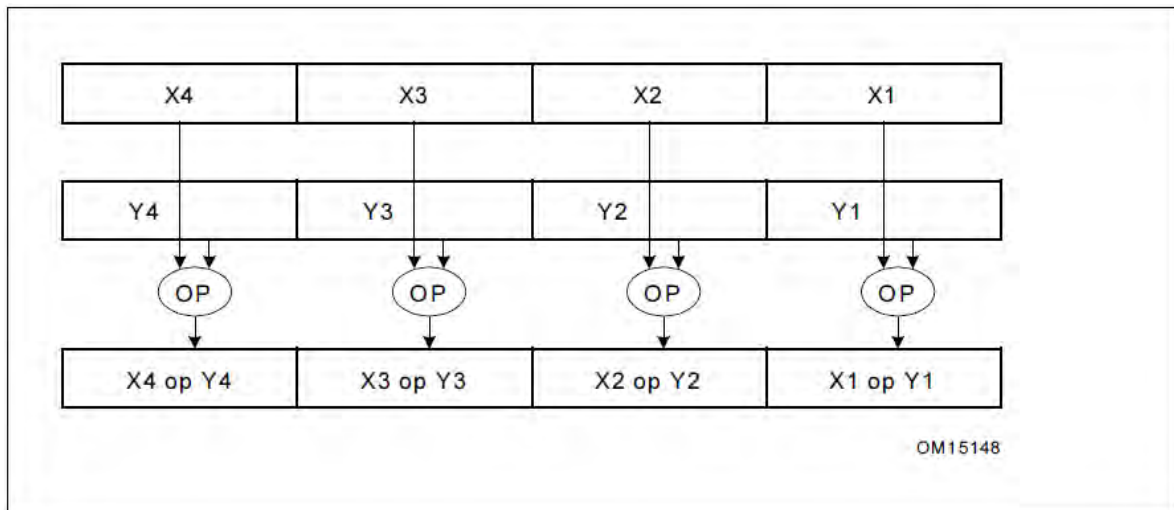 X4 X3 X2 X1
Y4 Y3 Y2 Y1
OP OP OP OP
X4 op Y4 X3 op Y3 X2 op Y2 X1 op Y1
OM15148